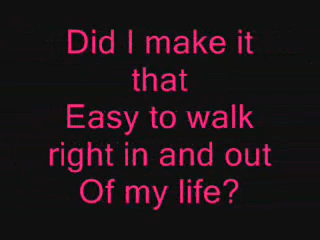 Did I make it
that
Easy to walk
right in and out
Of my life?